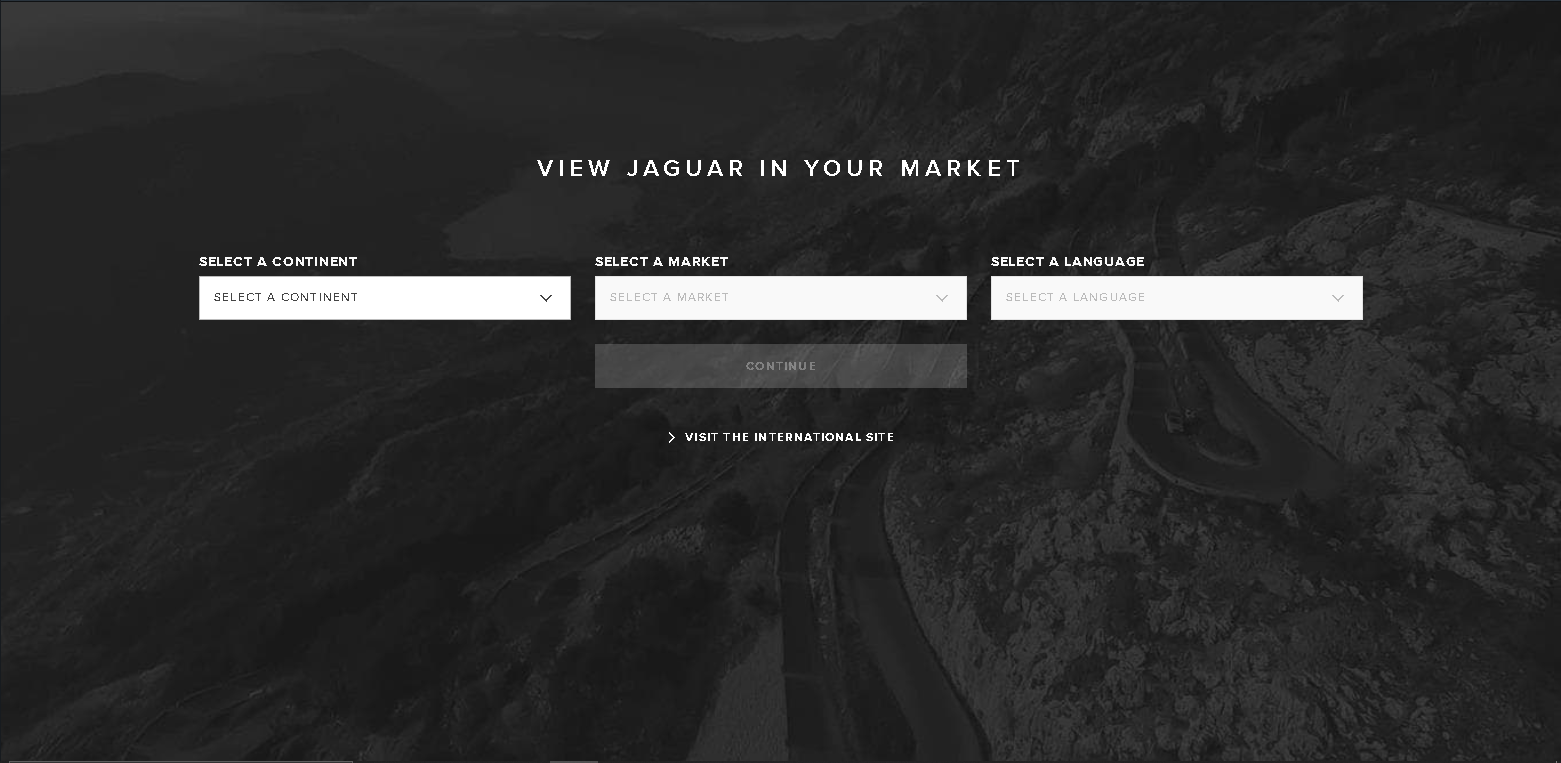 VIEW JAGUAR IN YOUR MARKET
SELECT A CONTINENT
SELECT A MARKET
SELECT A LANGUAGE
SELECT A CONTINENT
SELECT A MARKET
SELECT A LANGUAGE
CONTINUE
VISIT THE INTERNATIONAL SITE